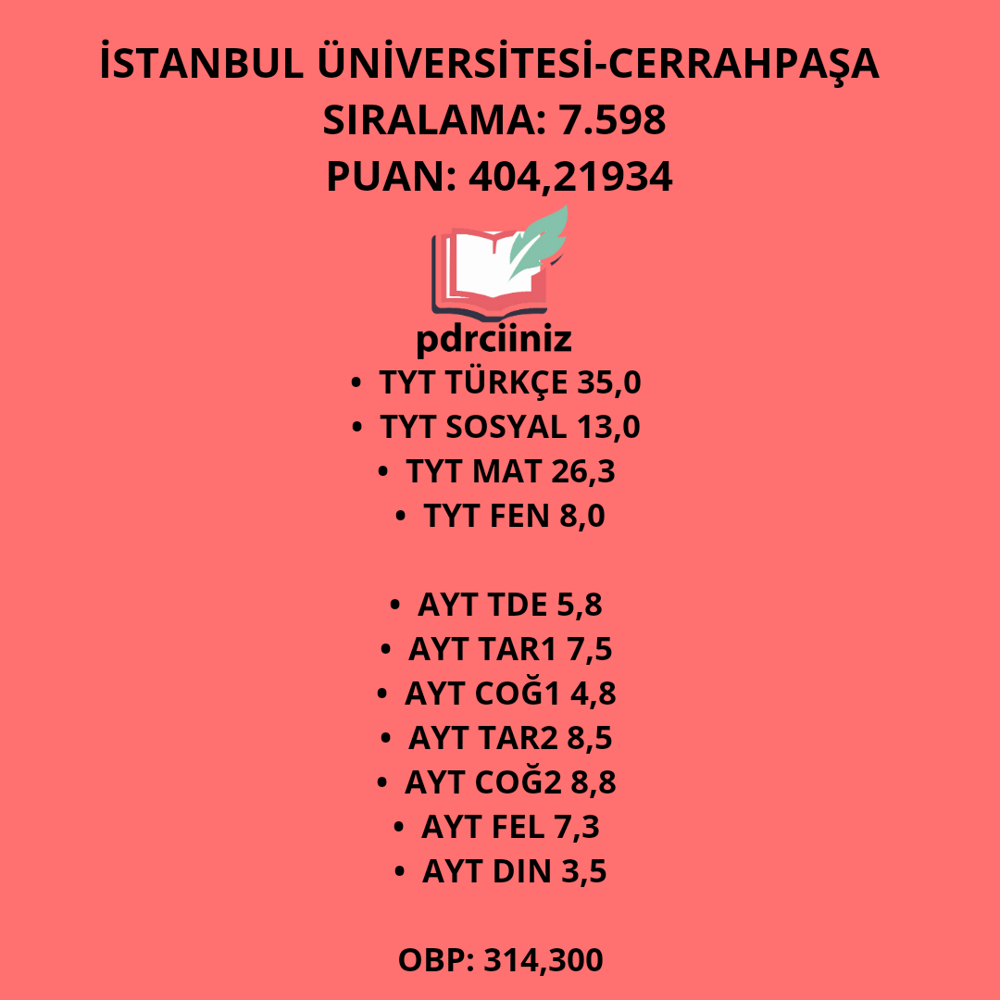 İSTANBUL ÜNİVERSİTESİ-CERRAHPAŞA
SIRALAMA: 7.598
PUAN: 404,21934
pdrciiniz
• TYT TÜRKÇE 35,0
• TYT SOSYAL 13,0
• TYT MAT 26,3
• TYT FEN 8,0
• AYT TDE 5,8
• AYT TAR1 7,5
• AYT COĞ1 4,8
• AYT TAR2 8,5
• AYT COĞ2 8,8
• AYT FEL 7,3
• AYT DIN 3,5
OBP: 314,300